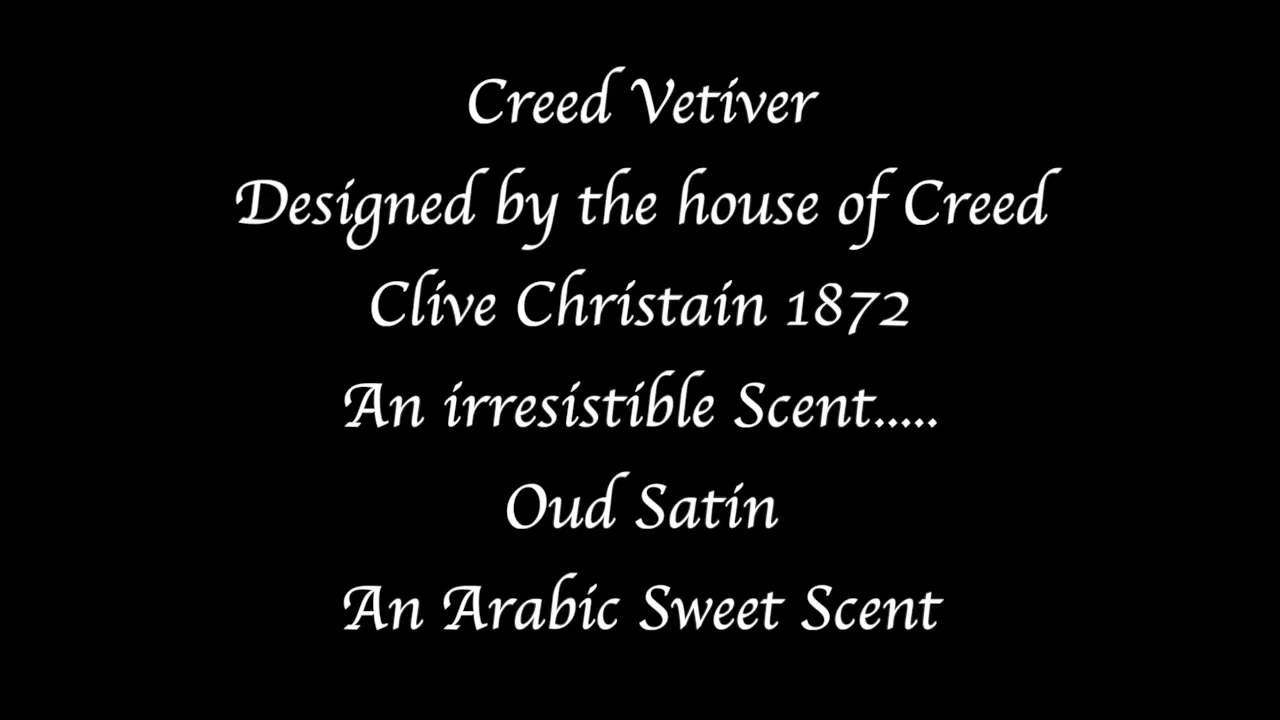 Creed Vetiver
Designed by the house of Creed
Clive Christain 1872
An irresistible Scent.....
Oud Satin
An Arabic Sweet Scent